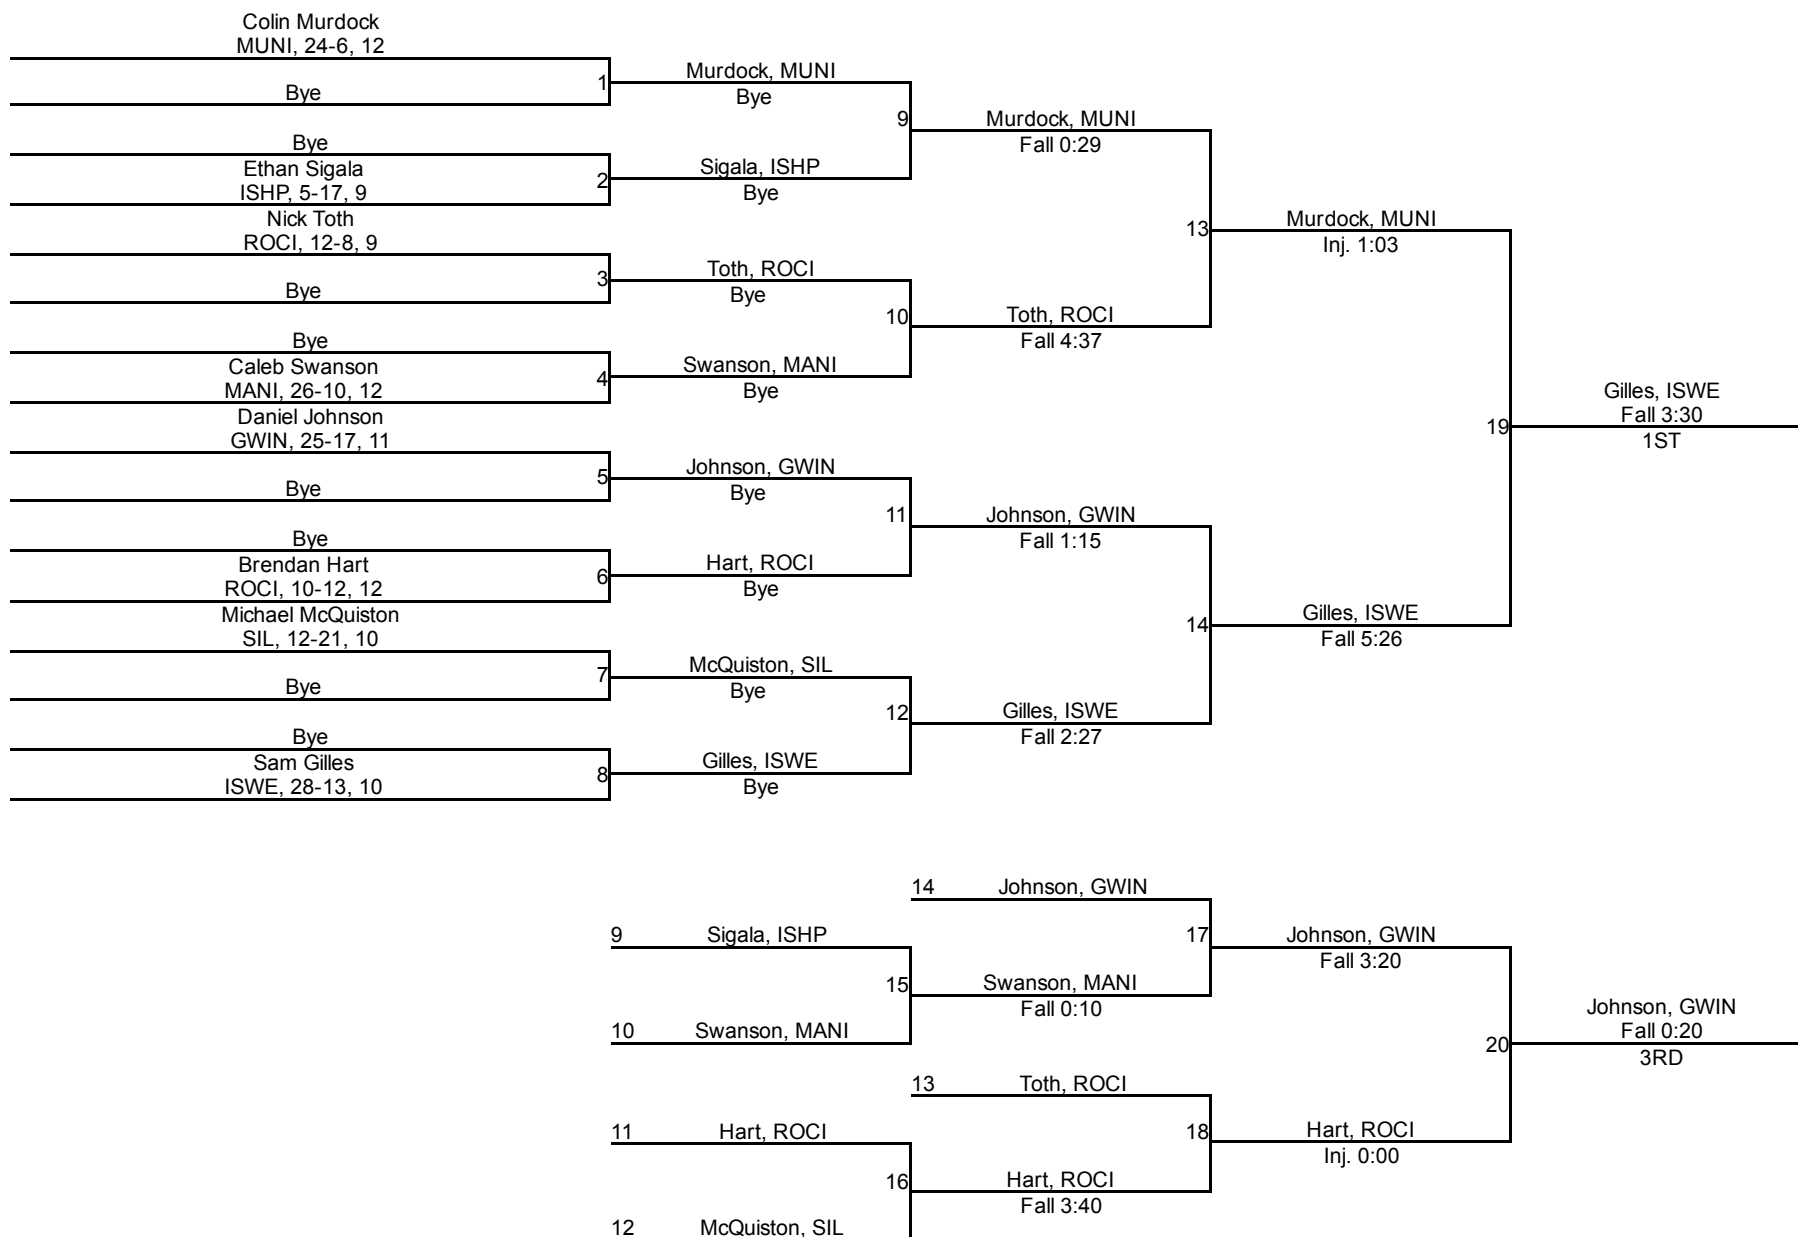 Colin Murdock
MUNI, 24-6, 12
1
Bye
Murdock, MUNI
Bye
9
Bye
Ethan Sigala
ISHP, 5-17, 9
2
Sigala, ISHP
Bye
Murdock, MUNI
Fall 0:29
Nick Toth
ROCI, 12-8, 9
3
Bye
Toth, ROCI
Bye
10
Bye
Caleb Swanson
MANI, 26-10, 12
4
Swanson, MANI
Bye
Toth, ROCI
Fall 4:37
13
Murdock, MUNI
Inj. 1:03
Daniel Johnson
GWIN, 25-17, 11
5
Bye
Johnson, GWIN
Bye
11
Bye
Brendan Hart
ROCI, 10-12, 12
6
Hart, ROCI
Bye
Johnson, GWIN
Fall 1:15
Michael McQuiston
SIL, 12-21, 10
7
Bye
McQuiston, SIL
Bye
12
Bye
Sam Gilles
ISWE, 28-13, 10
8
Gilles, ISWE
Bye
Gilles, ISWE
Fall 2:27
14
Gilles, ISWE
Fall 5:26
19
Gilles, ISWE
Fall 3:30
1ST
14 Johnson, GWIN
9 Sigala, ISHP
15
10 Swanson, MANI
Swanson, MANI
Fall 0:10
17
Johnson, GWIN
Fall 3:20
13 Toth, ROCI
11 Hart, ROCI
16
12 McQuiston, SIL
Hart, ROCI
Fall 3:40
18
Hart, ROCI
Inj. 0:00
20
Johnson, GWIN
Fall 0:20
3RD